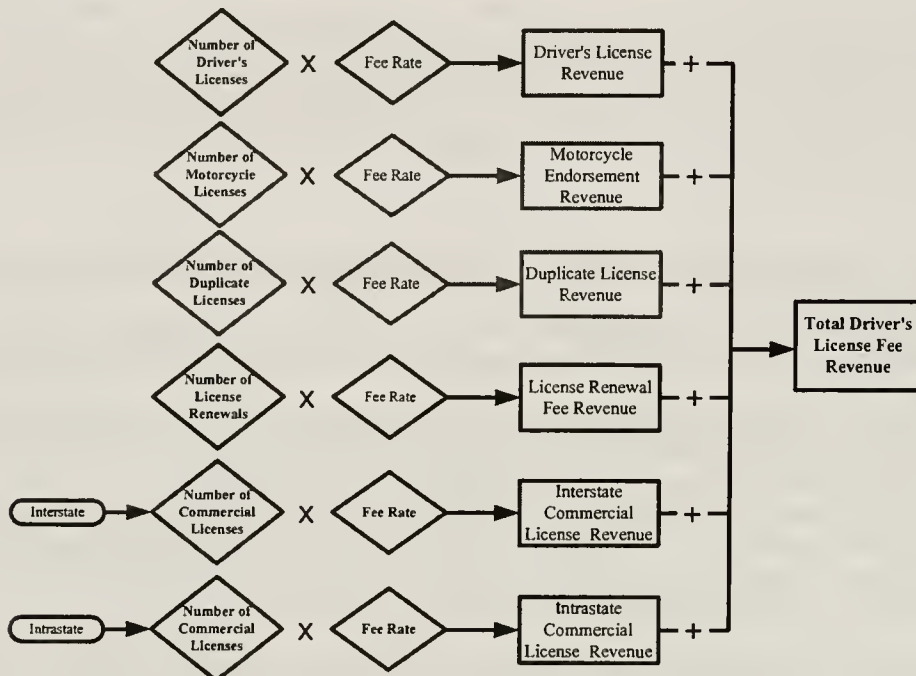 Number of
Driver's
Licenses
X
Fee Rate
Driver's License
Revenue
+
Number of
Motorcycle
Licenses
X
Fee Rate
Motorcycle
Endorsement
Revenue
+
Number of
Duplicate
Licenses
X
Fee Rate
Duplicate License
Revenue
+
Total Driver's
License Fee
Revenue
Number of
License
Renewals
X
Fee Rate
License Renewal
Fee Revenue
+
Interstate
Number of
Commercial
Licenses
X
Fee Rate
Interstate
Commercial
License Revenue
+
Intrastate
Number of
Commercial
Licenses
X
Fee Rate
Intrastate
Commercial
License Revenue
+